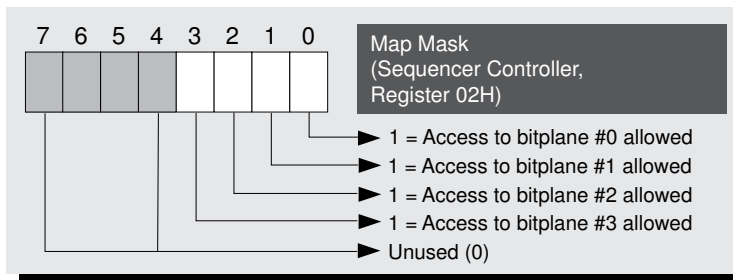 7 6 5 4 3 2 1 0
Map Mask
(Sequencer Controller,
Register 02H)
1 = Access to bitplane #0 allowed
1 = Access to bitplane #1 allowed
1 = Access to bitplane #2 allowed
1 = Access to bitplane #3 allowed
Unused (0)